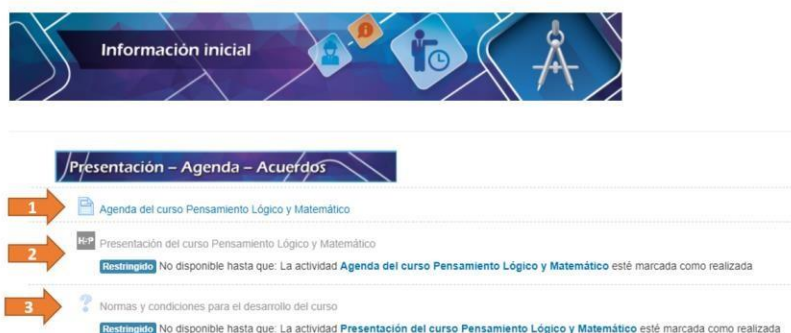 Información inicial
Presentación – Agenda – Acuerdos
1
Agenda del curso Pensamiento Lógico y Matemático
2
H-P
Presentación del curso Pensamiento Lógico y Matemático
Restringido No disponible hasta que: La actividad Agenda del curso Pensamiento Lógico y Matemático esté marcada como realizada
3
Normas y condiciones para el desarrollo del curso
Restringido No disponible hasta que: La actividad Presentación del curso Pensamiento Lógico y Matemático esté marcada como realizada